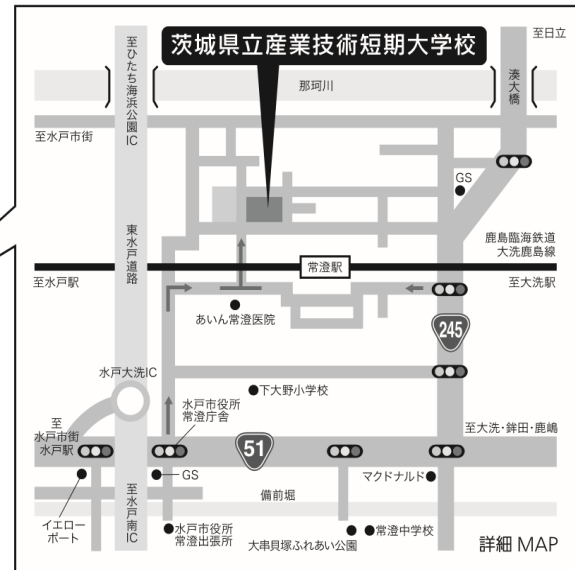 至日立
茨城県立産業技術短期大学校
至ひたち海浜公園IC
那珂川
湊大橋
至水戸市街
GS
東水戸道路
鹿島臨海鉄道
大洗鹿島線
常澄駅
至水戸駅
至大洗駅
あいん常澄医院
245
水戸大洗IC
下大野小学校
水戸市役所
常澄庁舎
至
水戸市街
水戸駅
至大洗・鉾田・鹿嶋
51
GS
マクドナルド
備前堀
至水戸南IC
イエロー
ポート
水戸市役所
常澄出張所
常澄中学校
大串貝塚ふれあい公園
詳細 MAP